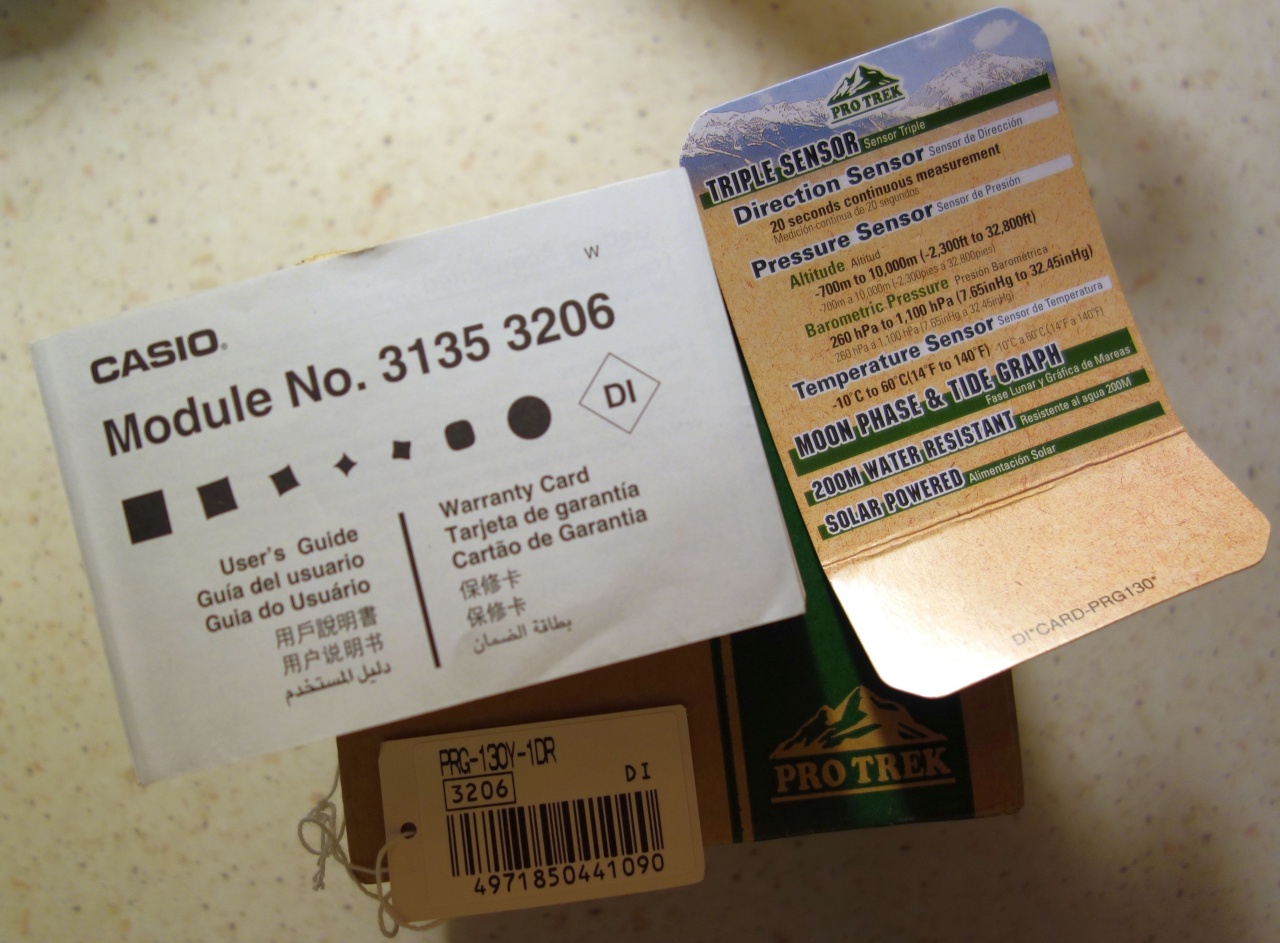 W
CASIO®
Module No. 3135 3206
DI
User's Guide
Guía del usuario
Guia do Usuário
用戶說明書
用户说明书
دليل المستخدم
Warranty Card
Tarjeta de garantía
Cartão de Garantia
保修卡
保修卡
بطاقة الضمان
PRO TREK
TRIPLE SENSOR Sensor Triple
Direction Sensor Sensor de Dirección
20 seconds continuous measurement
Medición continua de 20 segundos
Pressure Sensor Sensor de Presión
Altitude Altitud
-700m to 10,000m (-2,300ft to 32,800ft)
-700m a 10,000m (-2,300pies a 32,800pies)
Barometric Pressure Presión Barométrica
260 hPa to 1,100 hPa (7.65inHg to 32.45inHg)
260 hPa a 1,100 hPa (7.65inHg a 32.45inHg)
Temperature Sensor Sensor de Temperatura
-10°C to 60°C(14°F to 140°F) -10°C a 60°C(14°F a 140°F)
MOON PHASE & TIDE GRAPH
Fase Lunar y Gráfica de Mareas
200M WATER RESISTANT Resistente al agua 200M
SOLAR POWERED Alimentación Solar
DI*CARD-PRG130*
PRO TREK
PRG-130Y-1DR
3206 DI
4971850441090